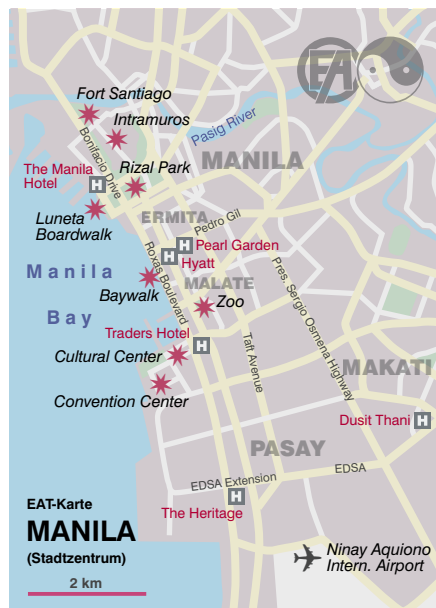 EA
Fort Santiago
Intramuros
Pasig River
Bonifacio Drive
The Manila
Hotel
H
Rizal Park
MANILA
Luneta
Boardwalk
ERMITA
Pedro Gil
H
Pearl Garden
H
Hyatt
Manila
Bay
Roxas Boulevard
MALATE
Baywalk
Zoo
Pres. Sergio Osmena Highway
Traders Hotel
H
Cultural Center
Taft Avenue
MAKATI
Convention Center
Dusit Thani
H
PASAY
EDSA Extension
EDSA
H
The Heritage
EAT-Karte
MANILA
(Stadtzentrum)
2 km
Ninay Aquiono
Intern. Airport